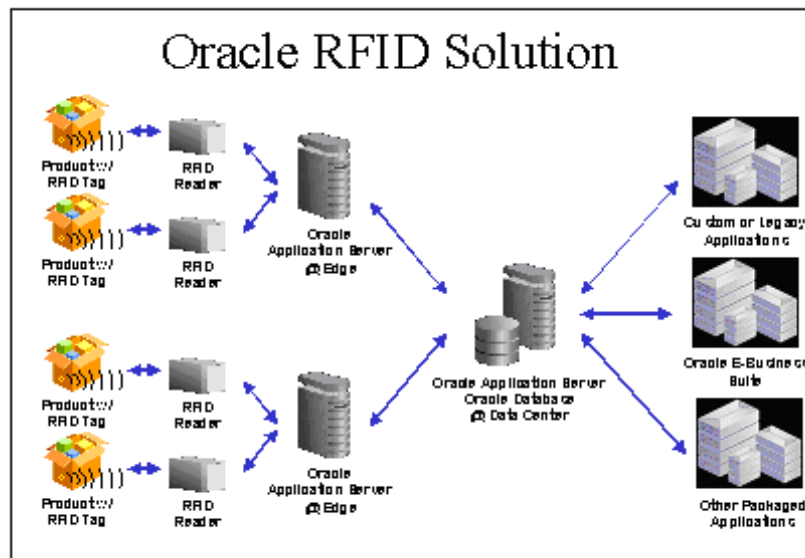 Oracle RFID Solution
Product w/
RFID Tag
RFID
Reader
Product w/
RFID Tag
RFID
Reader
Oracle
Application Server
@ Edge
Product w/
RFID Tag
RFID
Reader
Product w/
RFID Tag
RFID
Reader
Oracle
Application Server
@ Edge
Oracle Application Server
Oracle Database
@ Data Center
Custom or Legacy
Applications
Oracle E-Business
Suite
Other Packaged
Applications